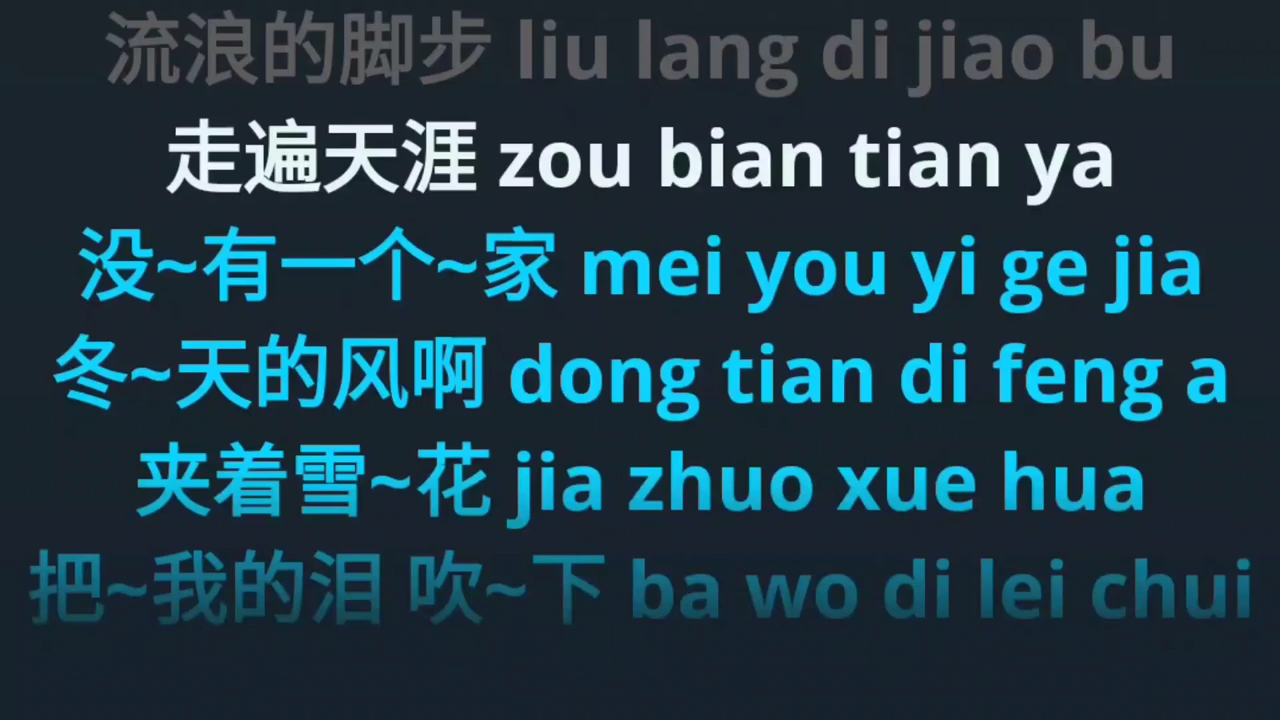 流浪的脚步 liu lang di jiao bu
走遍天涯 zou bian tian ya
没~有一个~家 mei you yi ge jia
冬~天的风啊 dong tian di feng a
夹着雪~花 jia zhuo xue hua
把~我的泪 吹~下 ba wo di lei chui